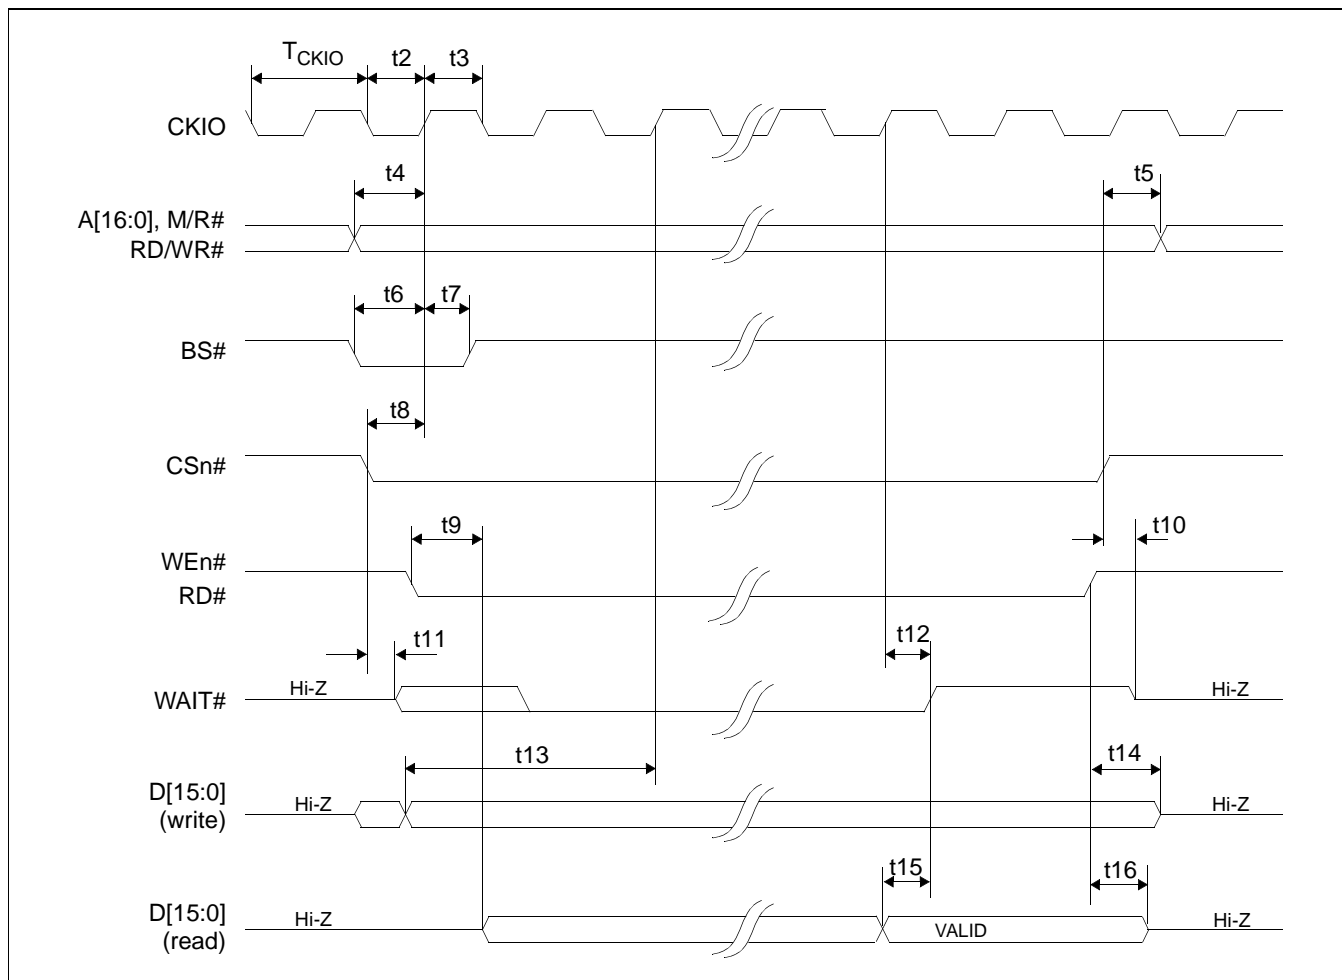 TCKIO t2 t3
CKIO
t4 t5
A[16:0], M/R#
RD/WR#
t6 t7
BS#
t8
CSn#
t9 t10
WEn#
RD#
t11 t12
WAIT# Hi-Z Hi-Z
t13 t14
D[15:0]
(write) Hi-Z Hi-Z
t15 t16
D[15:0]
(read) Hi-Z VALID Hi-Z